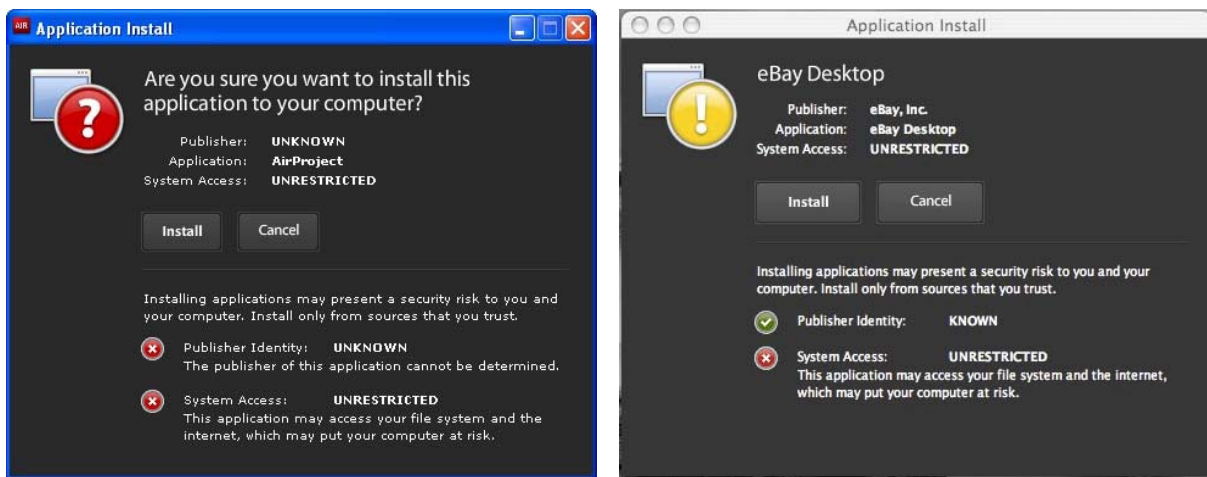 AIR Application Install
Are you sure you want to install this
application to your computer?
Publisher: UNKNOWN
Application: AirProject
System Access: UNRESTRICTED
Install Cancel
Installing applications may present a security risk to you and
your computer. Install only from sources that you trust.
Publisher Identity: UNKNOWN
The publisher of this application cannot be determined.
System Access: UNRESTRICTED
This application may access your file system and the
internet, which may put your computer at risk.
Application Install
eBay Desktop
Publisher: eBay, Inc.
Application: eBay Desktop
System Access: UNRESTRICTED
Install Cancel
Installing applications may present a security risk to you and your
computer. Install only from sources that you trust.
Publisher Identity: KNOWN
System Access: UNRESTRICTED
This application may access your file system and the internet,
which may put your computer at risk.